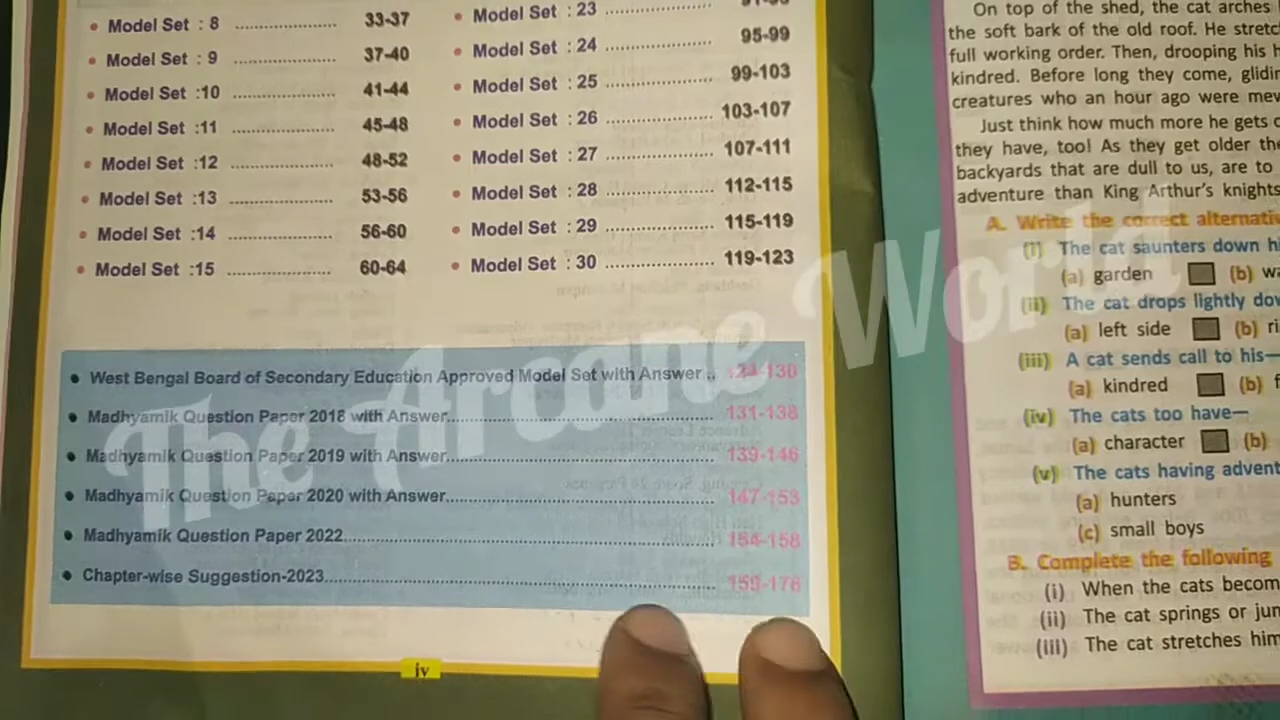 Model Set : 8 .................. 33-37
Model Set : 9 .................. 37-40
Model Set :10 .................. 41-44
Model Set :11 .................. 45-48
Model Set :12 .................. 48-52
Model Set :13 .................. 53-56
Model Set :14 .................. 56-60
Model Set :15 .................. 60-64
Model Set : 23 ..................
Model Set : 24 .................. 95-99
Model Set : 25 .................. 99-103
Model Set : 26 .................. 103-107
Model Set : 27 .................. 107-111
Model Set : 28 .................. 112-115
Model Set : 29 .................. 115-119
Model Set : 30 .................. 119-123
West Bengal Board of Secondary Education Approved Model Set with Answer ..
Madhyamik Question Paper 2018 with Answer.................. 131-138
Madhyamik Question Paper 2019 with Answer.................. 139-146
Madhyamik Question Paper 2020 with Answer.................. 147-153
Madhyamik Question Paper 2022.................. 154-158
Chapter-wise Suggestion-2023.................. 159-176
iv
The Arcane World
On top of the shed, the cat arches
the soft bark of the old roof. He
full working order. Then, drooping his
kindred. Before long they come,
creatures who an hour ago were
Just think how much more he gets
they have, too! As they get older
backyards that are dull to us, are to
adventure than King Arthur's knights
A. Write the correct
(i) The cat saunters down
(a) garden (b)
(ii) The cat drops lightly
(a) left side (b)
(iii) A cat sends call to his—
(a) kindred (b)
(iv) The cats too have—
(a) character (b)
(v) The cats having
(a) hunters
(c) small boys
B. Complete the following
(i) When the cats
(ii) The cat springs or
(iii) The cat stretches